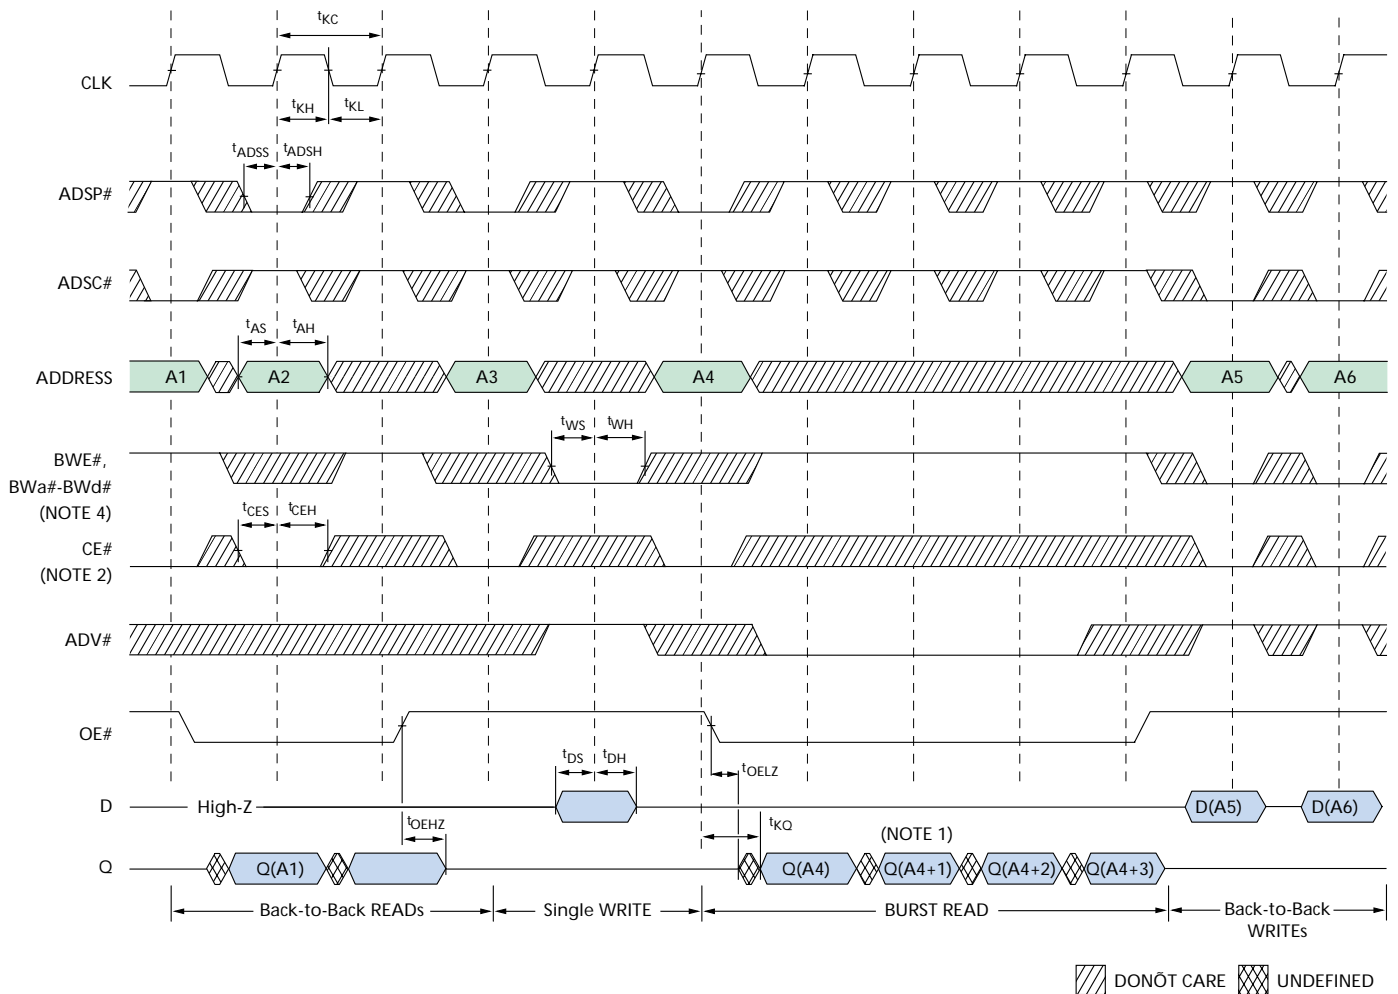 tKC
CLK
tKH
tKL
tADSS
tADSH
ADSP#
ADSC#
tAS
tAH
ADDRESS
A1
A2
A3
A4
A5
A6
tWS
tWH
BWE#,
BWa#-BWd#
(NOTE 4)
tCES
tCEH
CE#
(NOTE 2)
ADV#
OE#
tDS
tDH
tOELZ
D
High-Z
D(A5)
D(A6)
tOEHZ
tKQ
(NOTE 1)
Q
Q(A1)
Q(A4)
Q(A4+1)
Q(A4+2)
Q(A4+3)
Back-to-Back READs
Single WRITE
BURST READ
Back-to-Back
WRITEs
DONÕT CARE
UNDEFINED